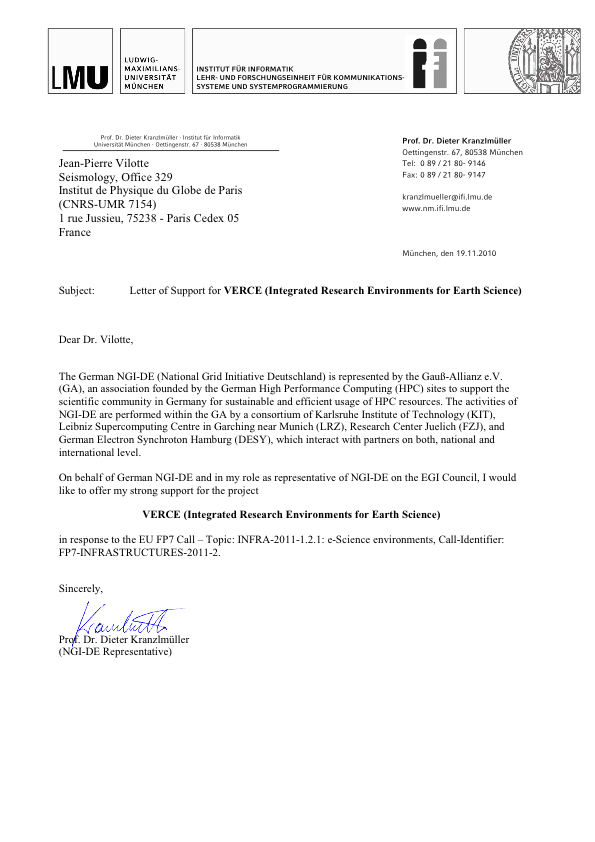 LMU
LUDWIG-
MAXIMILIANS-
UNIVERSITÄT
MÜNCHEN
INSTITUT FÜR INFORMATIK
LEHR- UND FORSCHUNGSEINHEIT FÜR KOMMUNIKATIONS-
SYSTEME UND SYSTEMPROGRAMMIERUNG
Prof. Dr. Dieter Kranzlmüller · Institut für Informatik
Universität München · Oettingenstr. 67 · 80538 München
Jean-Pierre Vilotte
Seismology, Office 329
Institut de Physique du Globe de Paris
(CNRS-UMR 7154)
1 rue Jussieu, 75238 - Paris Cedex 05
France
Prof. Dr. Dieter Kranzlmüller
Oettingenstr. 67, 80538 München
Tel: 0 89 / 21 80- 9146
Fax: 0 89 / 21 80- 9147
kranzlmueller@ifi.lmu.de
www.nm.ifi.lmu.de
München, den 19.11.2010
Subject: Letter of Support for VERCE (Integrated Research Environments for Earth Science)
Dear Dr. Vilotte,
The German NGI-DE (National Grid Initiative Deutschland) is represented by the Gauß-Allianz e.V.
(GA), an association founded by the German High Performance Computing (HPC) sites to support the
scientific community in Germany for sustainable and efficient usage of HPC resources. The activities of
NGI-DE are performed within the GA by a consortium of Karlsruhe Institute of Technology (KIT),
Leibniz Supercomputing Centre in Garching near Munich (LRZ), Research Center Juelich (FZJ), and
German Electron Synchroton Hamburg (DESY), which interact with partners on both, national and
international level.
On behalf of German NGI-DE and in my role as representative of NGI-DE on the EGI Council, I would
like to offer my strong support for the project
VERCE (Integrated Research Environments for Earth Science)
in response to the EU FP7 Call – Topic: INFRA-2011-1.2.1: e-Science environments, Call-Identifier:
FP7-INFRASTRUCTURES-2011-2.
Sincerely,
Prof. Dr. Dieter Kranzlmüller
(NGI-DE Representative)